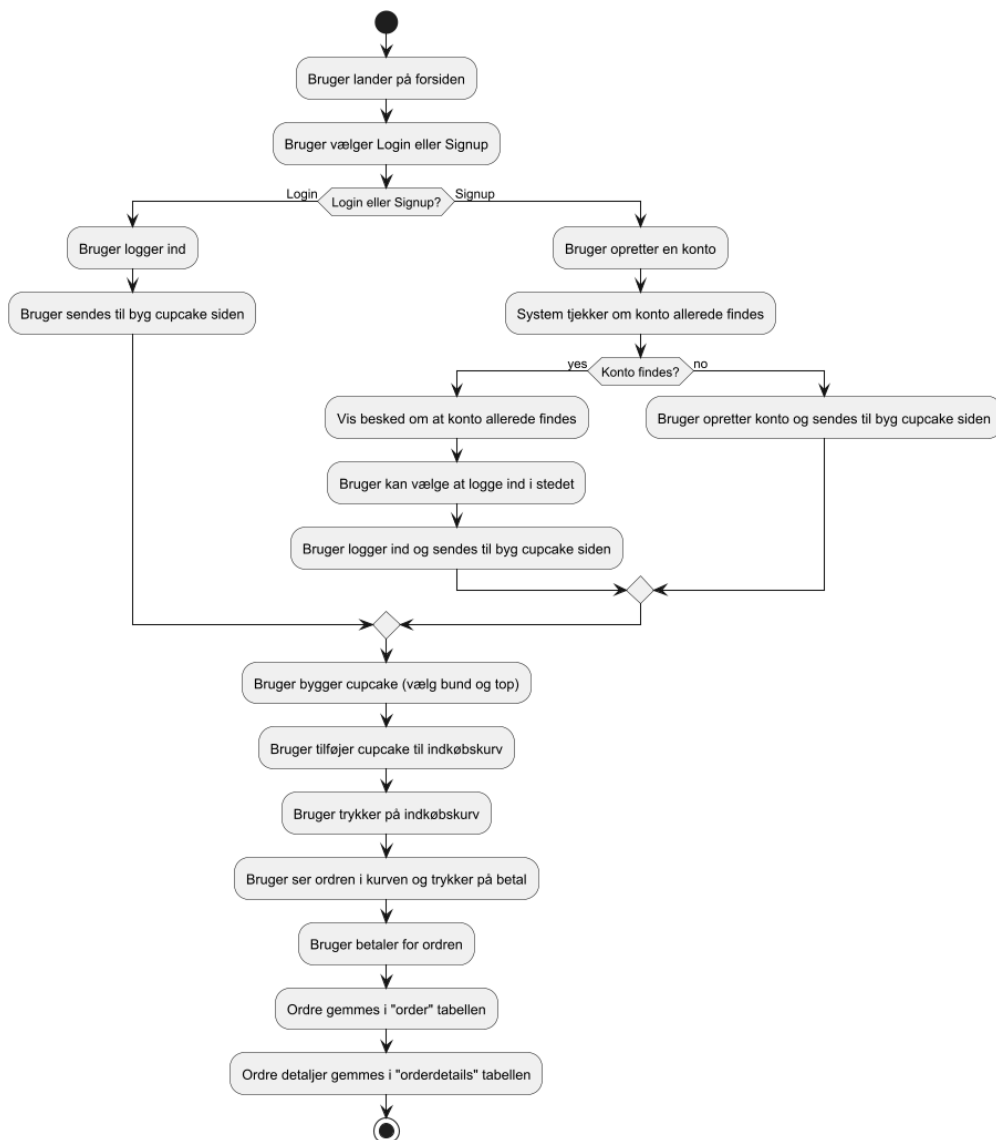 Bruger lander på forsiden
Bruger vælger Login eller Signup
Login
Login eller Signup?
Signup
Bruger logger ind
Bruger opretter en konto
Bruger sendes til byg cupcake siden
System tjekker om konto allerede findes
yes
Konto findes?
no
Vis besked om at konto allerede findes
Bruger opretter konto og sendes til byg cupcake siden
Bruger kan vælge at logge ind i stedet
Bruger logger ind og sendes til byg cupcake siden
Bruger bygger cupcake (vælg bund og top)
Bruger tilføjer cupcake til indkøbskurv
Bruger trykker på indkøbskurv
Bruger ser ordren i kurven og trykker på betal
Bruger betaler for ordren
Ordre gemmes i "order" tabellen
Ordre detaljer gemmes i "orderdetails" tabellen